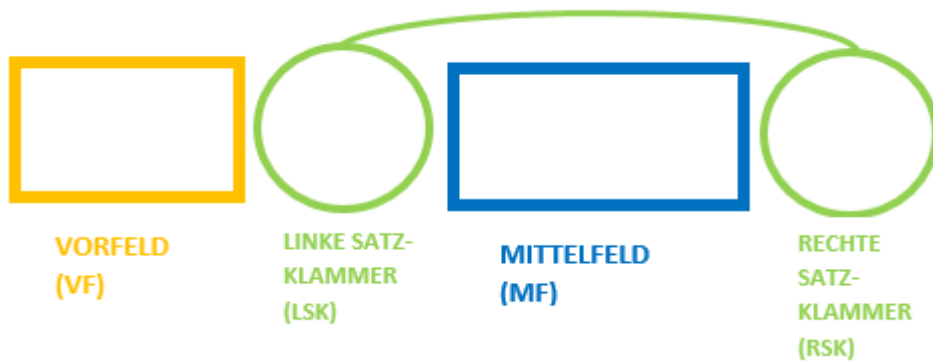 VORFELD
(VF)
LINKE SATZ-
KLAMMER
(LSK)
MITTELFELD
(MF)
RECHTE
SATZ-
KLAMMER
(RSK)